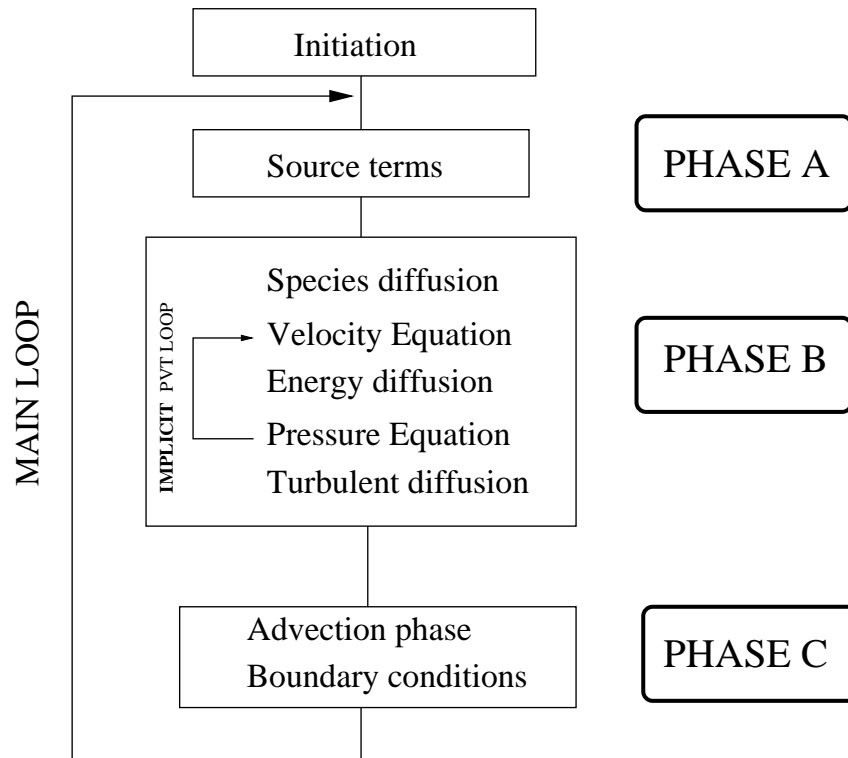 Initiation
Source terms
PHASE A
MAIN LOOP
IMPLICIT PVT LOOP
Species diffusion
Velocity Equation
Energy diffusion
Pressure Equation
Turbulent diffusion
PHASE B
Advection phase
Boundary conditions
PHASE C